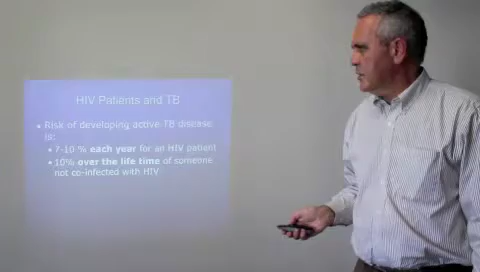 HIV Patients and TB
• Risk of developing active TB disease
is:
• 7-10 % each year for an HIV patient
• 10% over the life time of someone
not co-infected with HIV